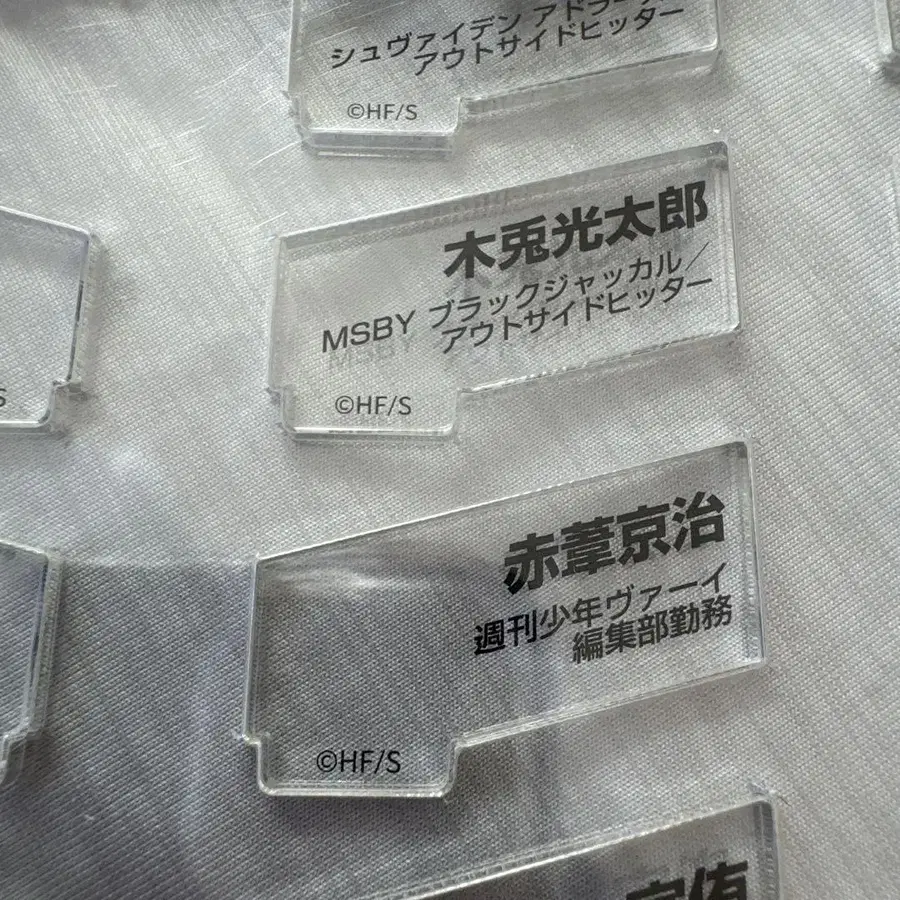 シュヴァイデン アドラーズ
アウトサイドヒッター
©HF/S
木兎光太郎
MSBY ブラックジャッカル／
アウトサイドヒッター
©HF/S
赤葦京治
週刊少年ヴァーイ
編集部勤務
©HF/S
S